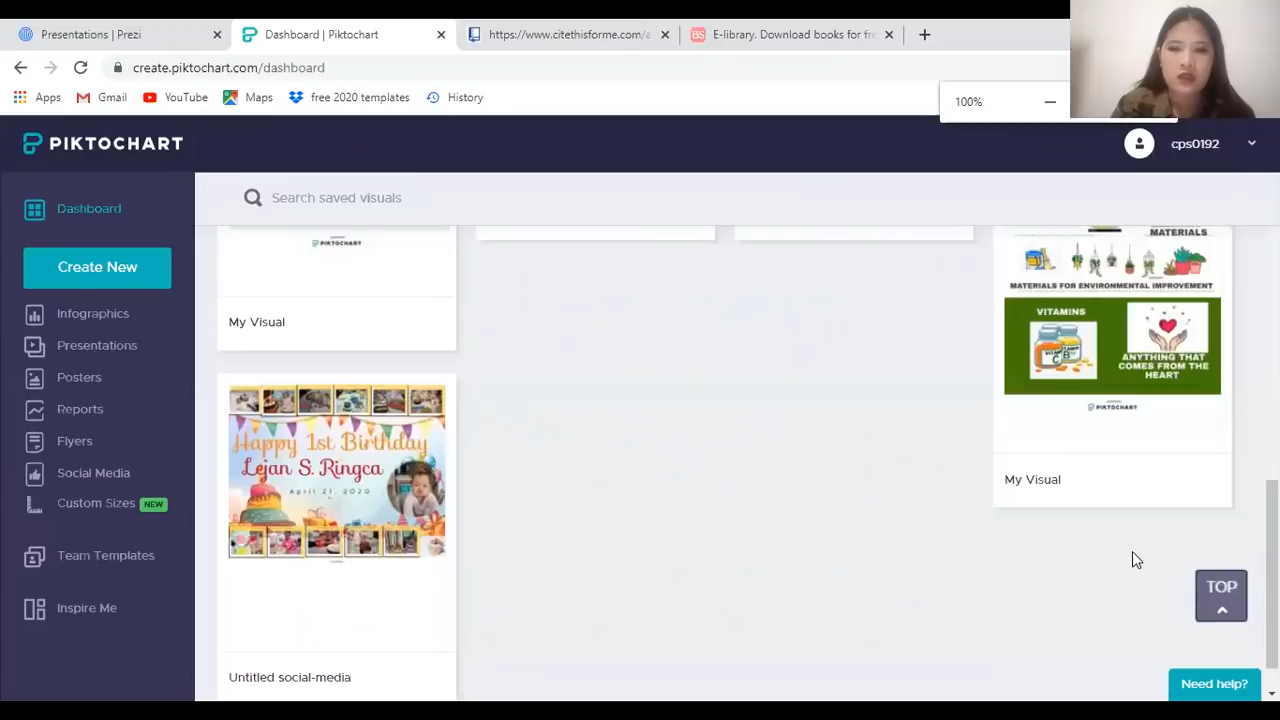 Presentations | Prezi
Dashboard | Piktochart
https://www.citethisforme.com/a
E-library. Download books for fre
create.piktochart.com/dashboard
Apps
Gmail
YouTube
Maps
free 2020 templates
History
100%
PIKTOCHART
cps0192
Dashboard
Search saved visuals
Create New
Infographics
Presentations
Posters
Reports
Flyers
Social Media
Custom Sizes NEW
Team Templates
Inspire Me
PIKTOCHART
My Visual
Happy 1st Birthday
Lejan S. Ringca
April 21, 2020
Untitled social-media
MATERIALS
MATERIALS FOR ENVIRONMENTAL IMPROVEMENT
VITAMINS
ANYTHING THAT
COMES FROM THE
HEART
PIKTOCHART
My Visual
TOP
Need help?